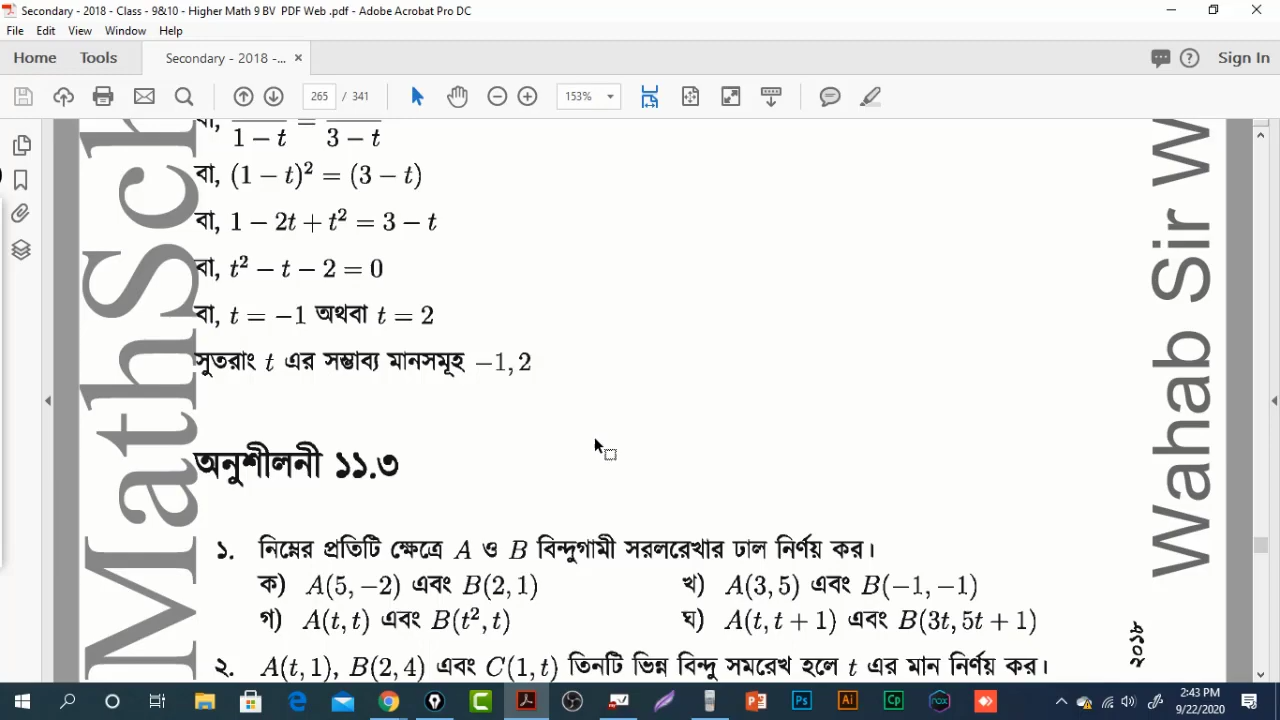 Secondary - 2018 - Class - 9&10 - Higher Math 9 BV PDF Web .pdf - Adobe Acrobat Pro DC
File Edit View Window Help
Home Tools Secondary - 2018 -... × Sign In
265 / 341 153%
বা, 1 − t = 3 − t
বা, (1 − t)² = (3 − t)
বা, 1 − 2t + t² = 3 − t
বা, t² − t − 2 = 0
বা, t = −1 অথবা t = 2
সুতরাং t এর সম্ভাব্য মানসমূহ −1, 2
অনুশীলনী ১১.৩
১. নিম্নের প্রতিটি ক্ষেত্রে A ও B বিন্দুগামী সরলরেখার ঢাল নির্ণয় কর।
ক) A(5, −2) এবং B(2, 1) খ) A(3, 5) এবং B(−1, −1)
গ) A(t, t) এবং B(t², t) ঘ) A(t, t + 1) এবং B(3t, 5t + 1)
২. A(t, 1), B(2, 4) এবং C(1, t) তিনটি ভিন্ন বিন্দু সমরেখ হলে t এর মান নির্ণয় কর।
MathSch
Wahab Sir W
২০১৮
2:43 PM
9/22/2020